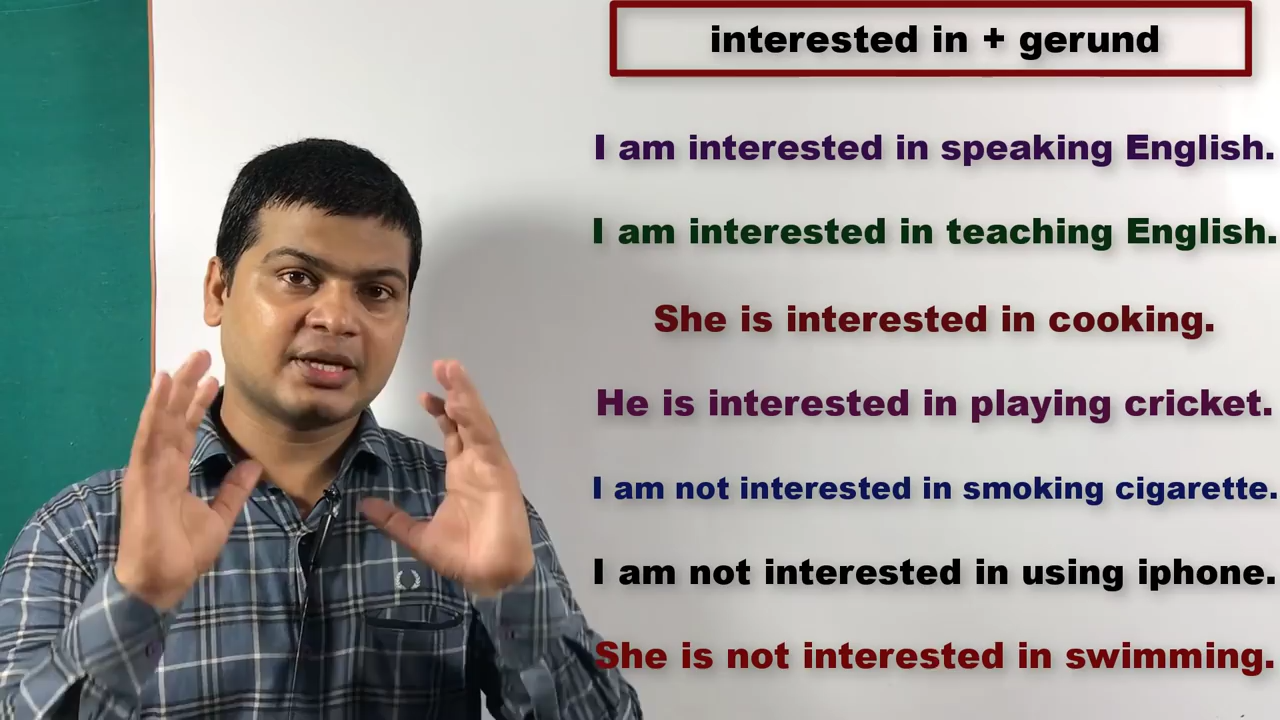 interested in + gerund
I am interested in speaking English.
I am interested in teaching English.
She is interested in cooking.
He is interested in playing cricket.
I am not interested in smoking cigarette.
I am not interested in using iphone.
She is not interested in swimming.